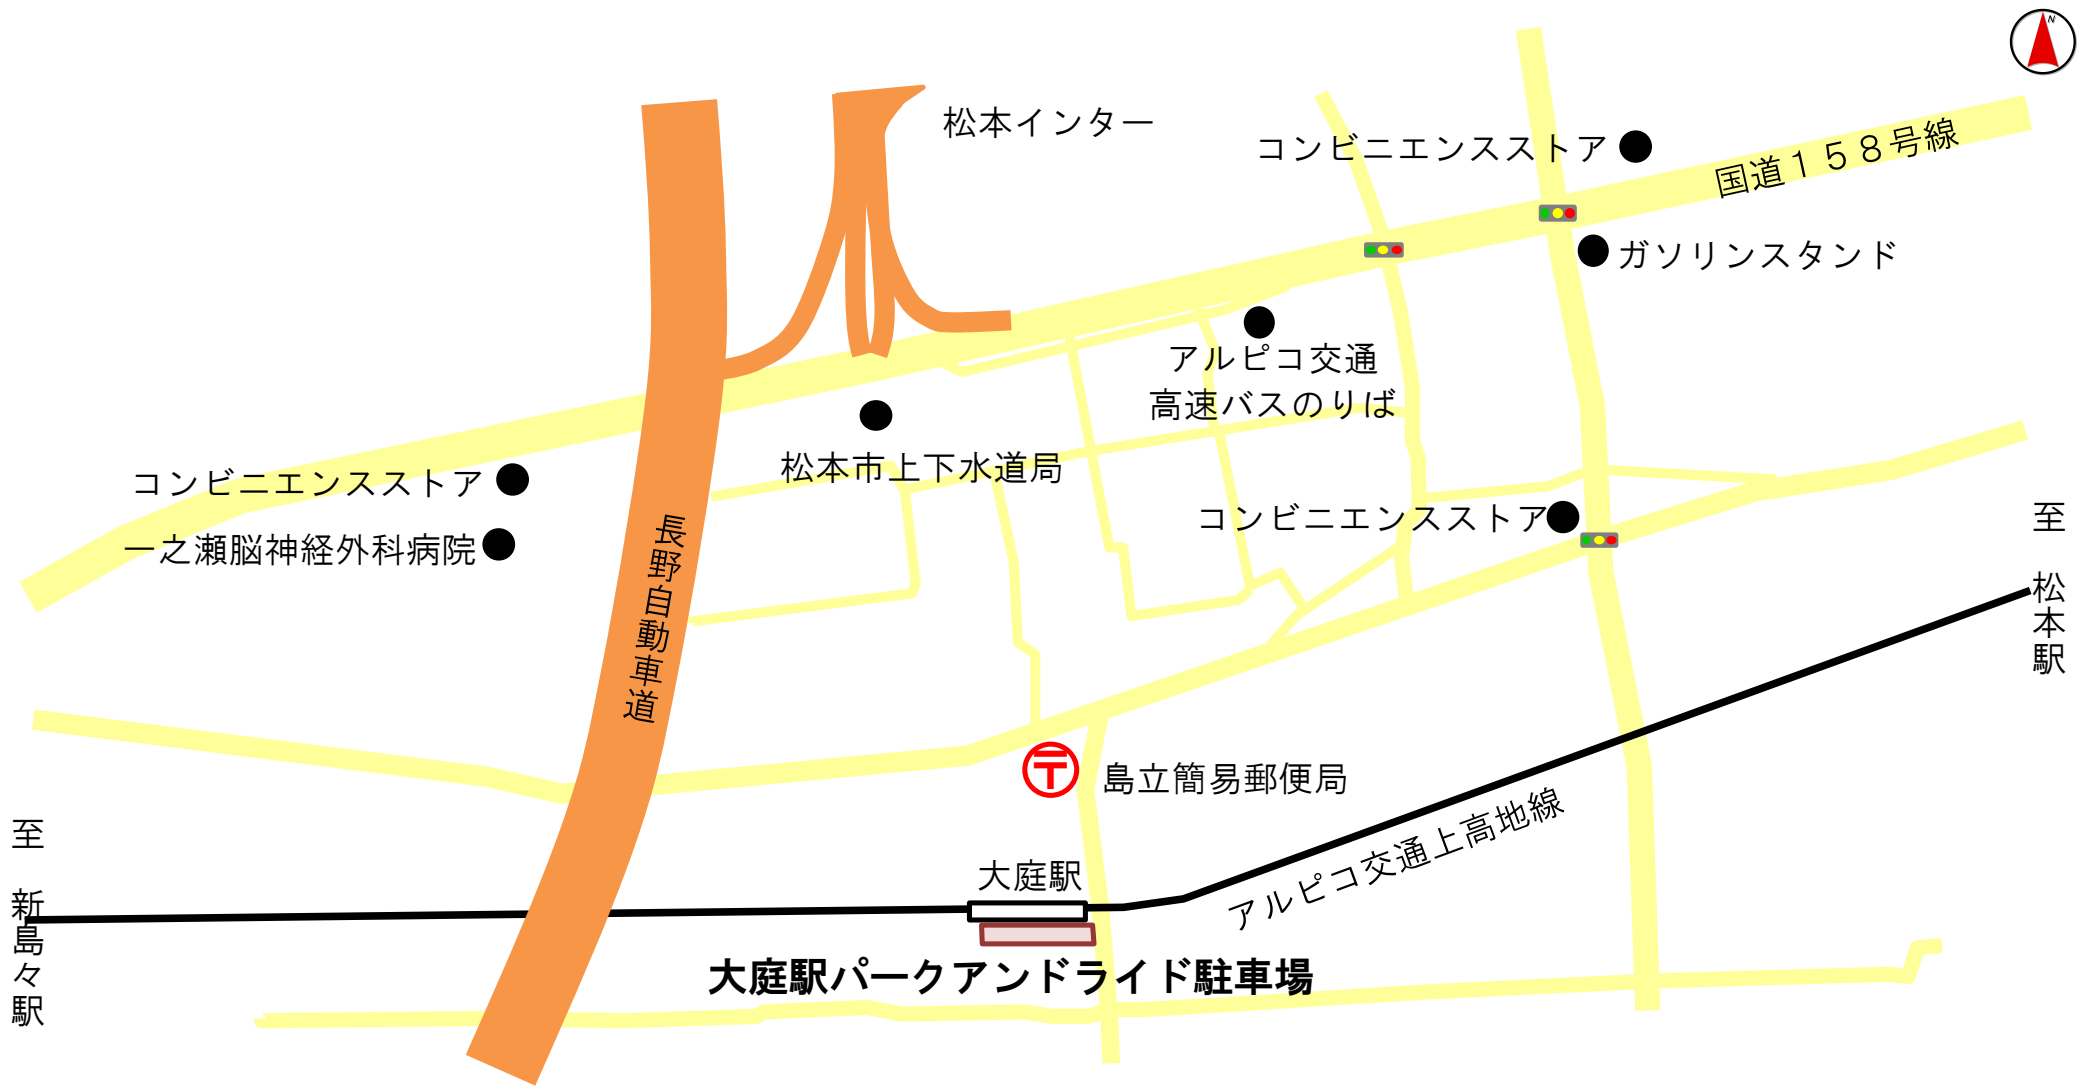 N
松本インター
コンビニエンスストア
国道１５８号線
ガソリンスタンド
アルピコ交通
高速バスのりば
松本市上下水道局
コンビニエンスストア
一之瀬脳神経外科病院
コンビニエンスストア
長野自動車道
至 松本駅
島立簡易郵便局
アルピコ交通上高地線
至 新島々駅
大庭駅
大庭駅パークアンドライド駐車場